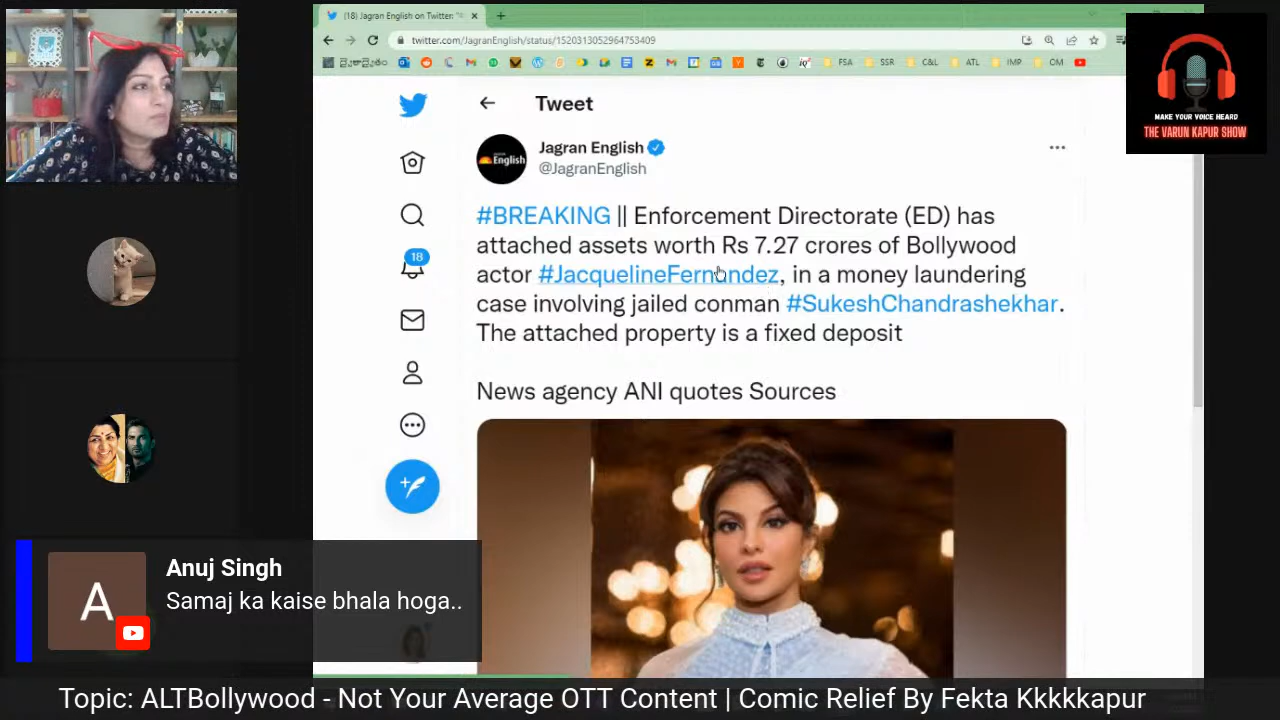 (18) Jagran English on Twitter: "
twitter.com/JagranEnglish/status/1520313052964753409
FSA
SSR
C&L
ATL
IMP
OM
MAKE YOUR VOICE HEARD
THE VARUN KAPUR SHOW
Tweet
English
Jagran English
@JagranEnglish
18
#BREAKING || Enforcement Directorate (ED) has
attached assets worth Rs 7.27 crores of Bollywood
actor #JacquelineFernandez, in a money laundering
case involving jailed conman #SukeshChandrashekhar.
The attached property is a fixed deposit
News agency ANI quotes Sources
A
Anuj Singh
Samaj ka kaise bhala hoga..
Topic: ALTBollywood - Not Your Average OTT Content | Comic Relief By Fekta Kkkkkapur